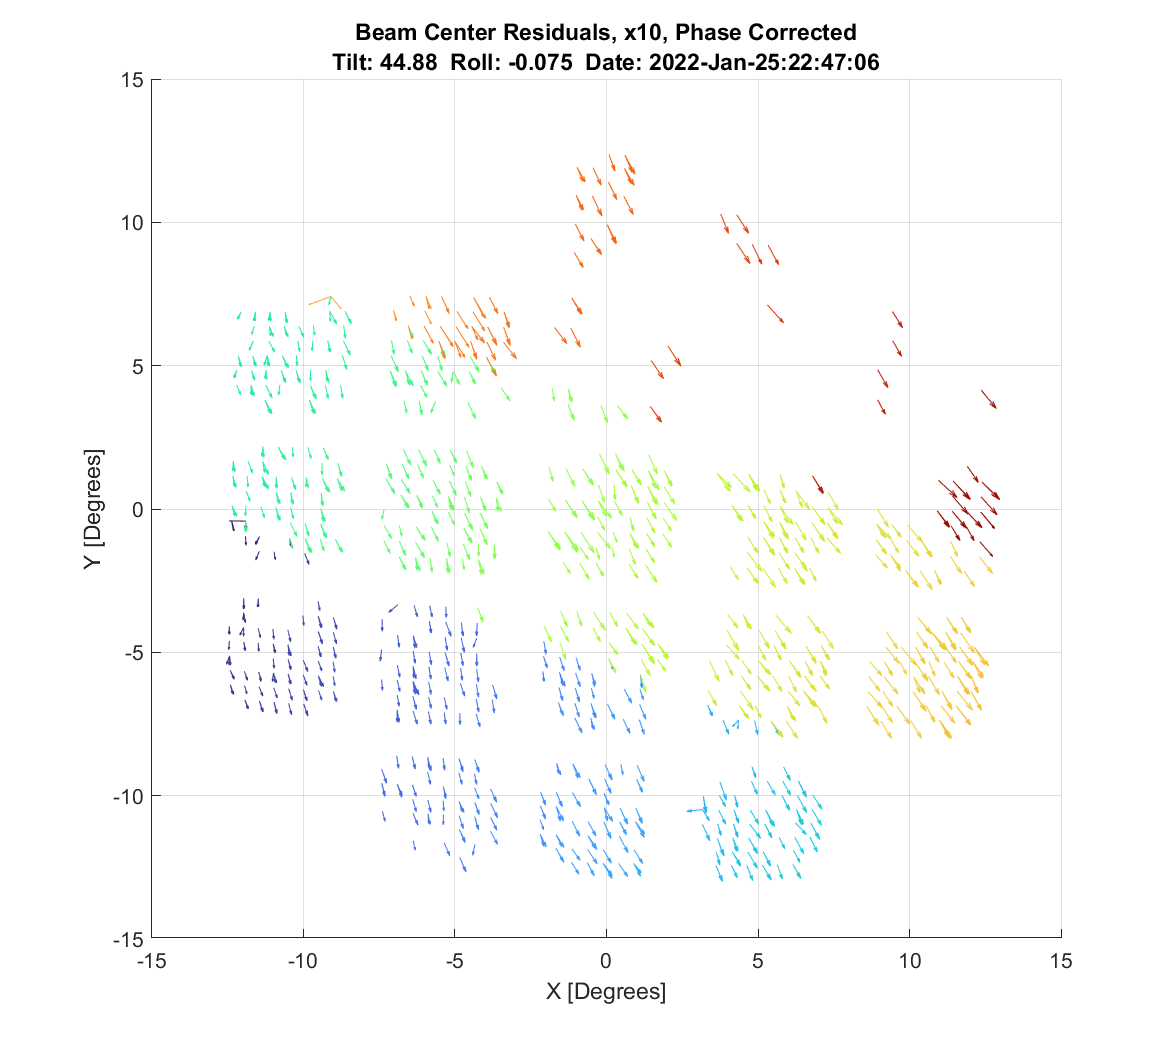 Beam Center Residuals, x10, Phase Corrected
Tilt: 44.88 Roll: -0.075 Date: 2022-Jan-25:22:47:06
15
10
5
0
-5
-10
-15
Y [Degrees]
-15 -10 -5 0 5 10 15
X [Degrees]